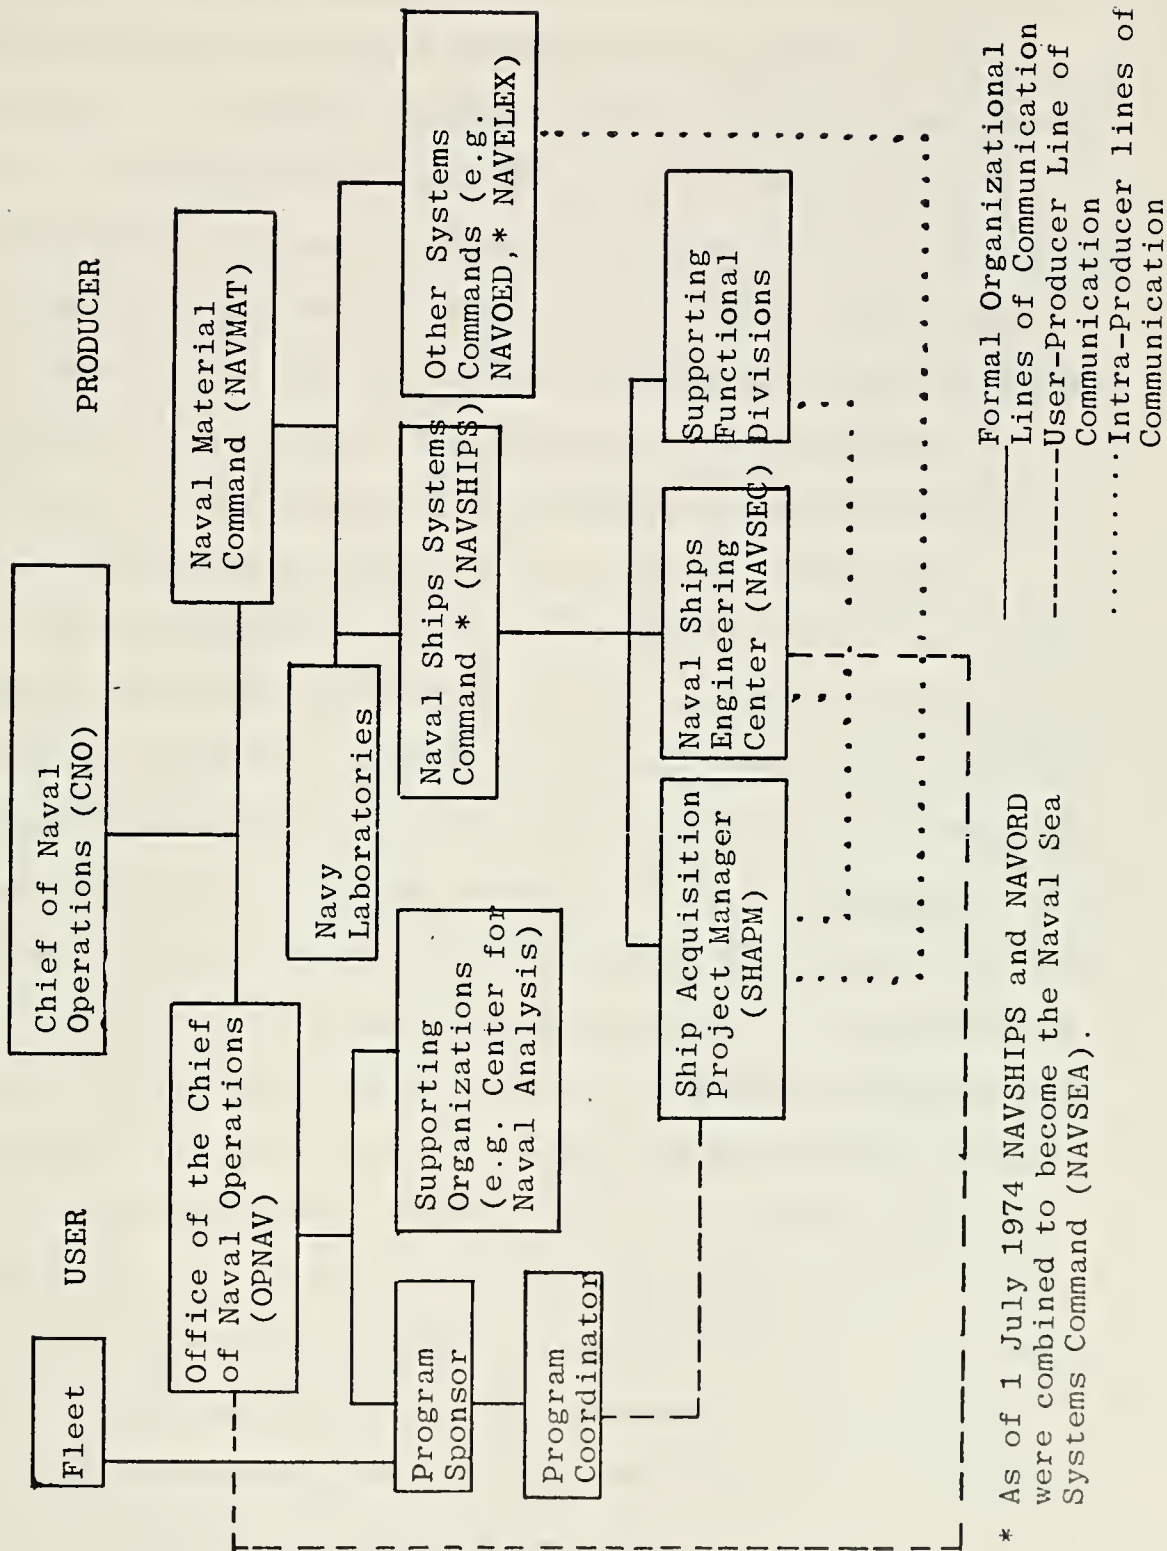 Chief of Naval
Operations (CNO)
USER
PRODUCER
Fleet
Office of the Chief
of Naval Operations
(OPNAV)
Naval Material
Command (NAVMAT)
Navy
Laboratories
Program
Sponsor
Supporting
Organizations
(e.g. Center for
Naval Analysis)
Naval Ships Systems
Command * (NAVSHIPS)
Other Systems
Commands (e.g.
NAVOED,* NAVELEX)
Program
Coordinator
Ship Acquisition
Project Manager
(SHAPM)
Naval Ships
Engineering
Center (NAVSEC)
Supporting
Functional
Divisions
* As of 1 July 1974 NAVSHIPS and NAVORD
were combined to become the Naval Sea
Systems Command (NAVSEA).
Formal Organizational
Lines of Communication
User-Producer Line of
Communication
Intra-Producer lines of
Communication